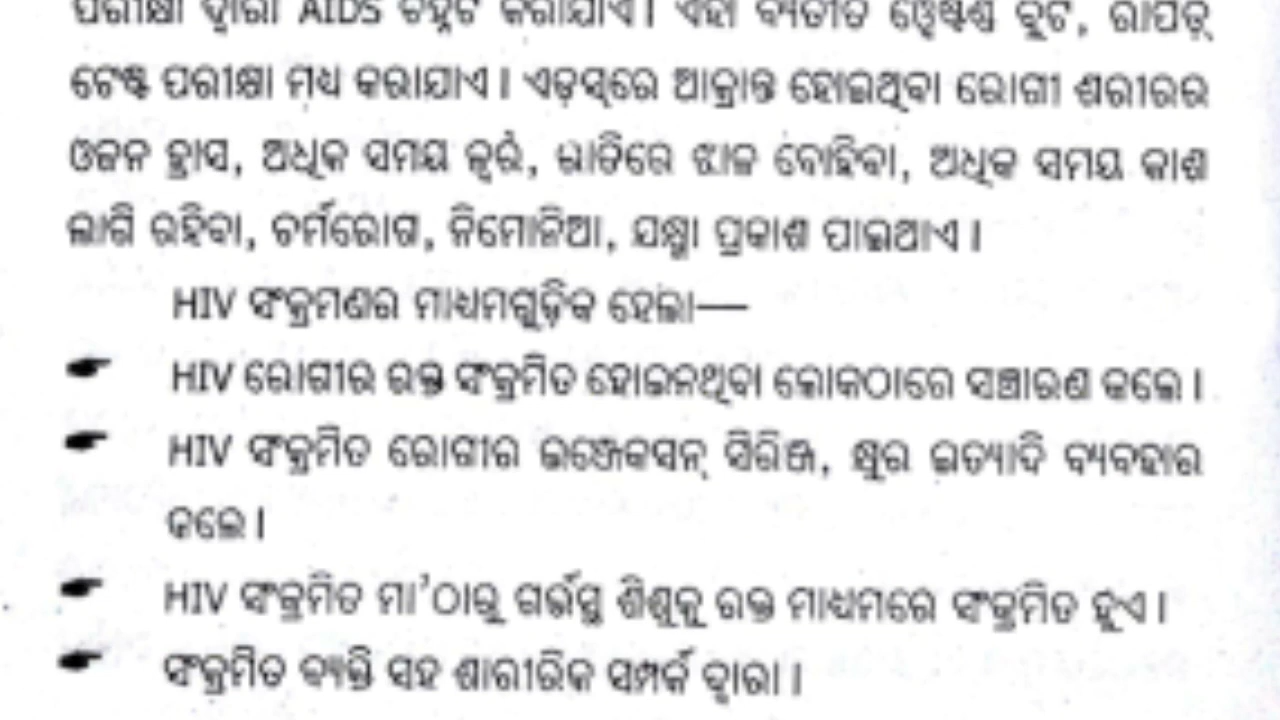 ପରୀକ୍ଷା ଦ୍ୱାରା AIDS ଚିହ୍ନଟ କରାଯାଏ। ଏହା ବ୍ୟତୀତ ୱେଷ୍ଟର୍ଣ୍ଣ ବ୍ଲଟ, ରାପିଡ୍
ଟେଷ୍ଟ ପରୀକ୍ଷା ମଧ୍ୟ କରାଯାଏ। ଏଡ଼ସ୍‌ରେ ଆକ୍ରାନ୍ତ ହୋଇଥିବା ରୋଗୀ ଶରୀରର
ଓଜନ ହ୍ରାସ, ଅଧିକ ସମୟ ଜ୍ୱର, ରାତିରେ ଝାଳ ବୋହିବା, ଅଧିକ ସମୟ କାଶ
ଲାଗି ରହିବା, ଚର୍ମରୋଗ, ନିମୋନିଆ, ଯକ୍ଷ୍ମା ପ୍ରକାଶ ପାଇଥାଏ।
HIV ସଂକ୍ରମଣର ମାଧ୍ୟମଗୁଡ଼ିକ ହେଲା—
☛ HIV ରୋଗୀର ରକ୍ତ ସଂକ୍ରମିତ ହୋଇନଥିବା ଲୋକଠାରେ ସଞ୍ଚାରଣ କଲେ।
☛ HIV ସଂକ୍ରମିତ ରୋଗୀର ଇଞ୍ଜେକସନ୍ ସିରିଞ୍ଜ, କ୍ଷୁର ଇତ୍ୟାଦି ବ୍ୟବହାର
କଲେ।
☛ HIV ସଂକ୍ରମିତ ମା'ଠାରୁ ଗର୍ଭସ୍ଥ ଶିଶୁକୁ ରକ୍ତ ମାଧ୍ୟମରେ ସଂକ୍ରମିତ ହୁଏ।
☛ ସଂକ୍ରମିତ ବ୍ୟକ୍ତି ସହ ଶାରୀରିକ ସମ୍ପର୍କ ଦ୍ୱାରା।